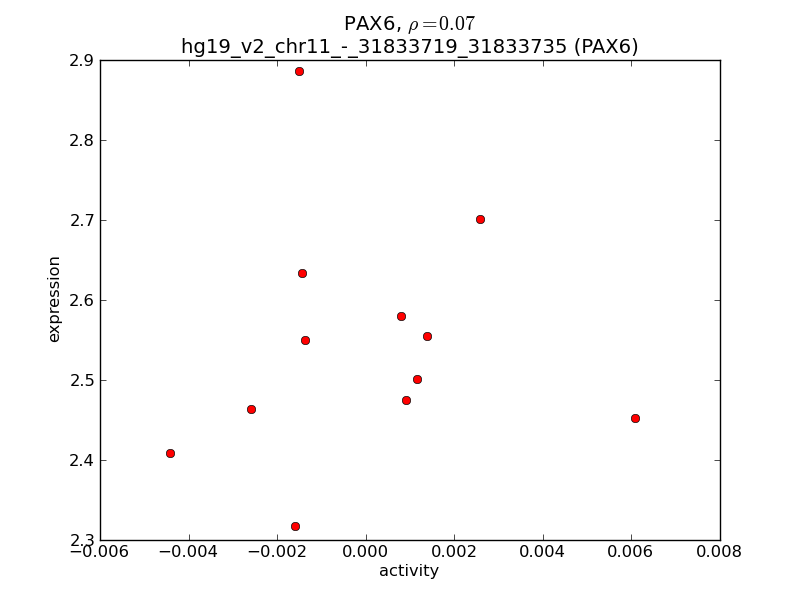 PAX6, ρ=0.07
hg19_v2_chr11_-_31833719_31833735 (PAX6)
2.9
2.8
2.7
2.6
2.5
2.4
2.3
expression
−0.006 −0.004 −0.002 0.000 0.002 0.004 0.006 0.008
activity